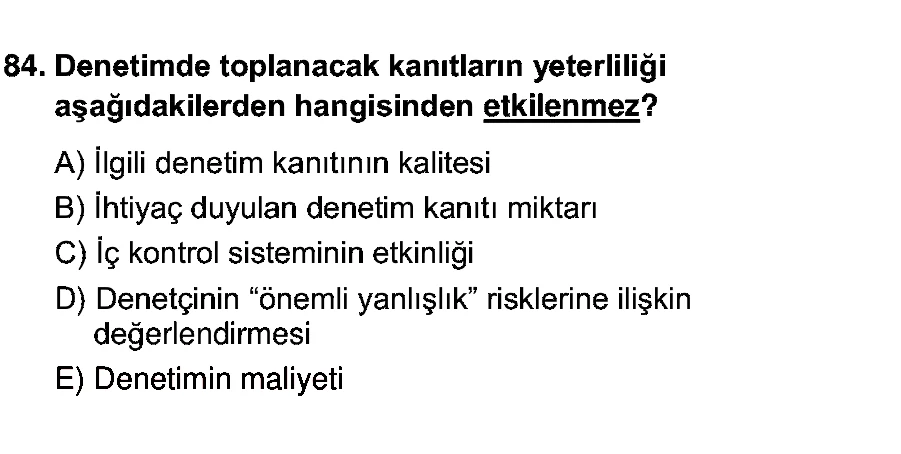 84. Denetimde toplanacak kanıtların yeterliliği
aşağıdakilerden hangisinden etkilenmez?
A) İlgili denetim kanıtının kalitesi
B) İhtiyaç duyulan denetim kanıtı miktarı
C) İç kontrol sisteminin etkinliği
D) Denetçinin “önemli yanlışlık” risklerine ilişkin
değerlendirmesi
E) Denetimin maliyeti